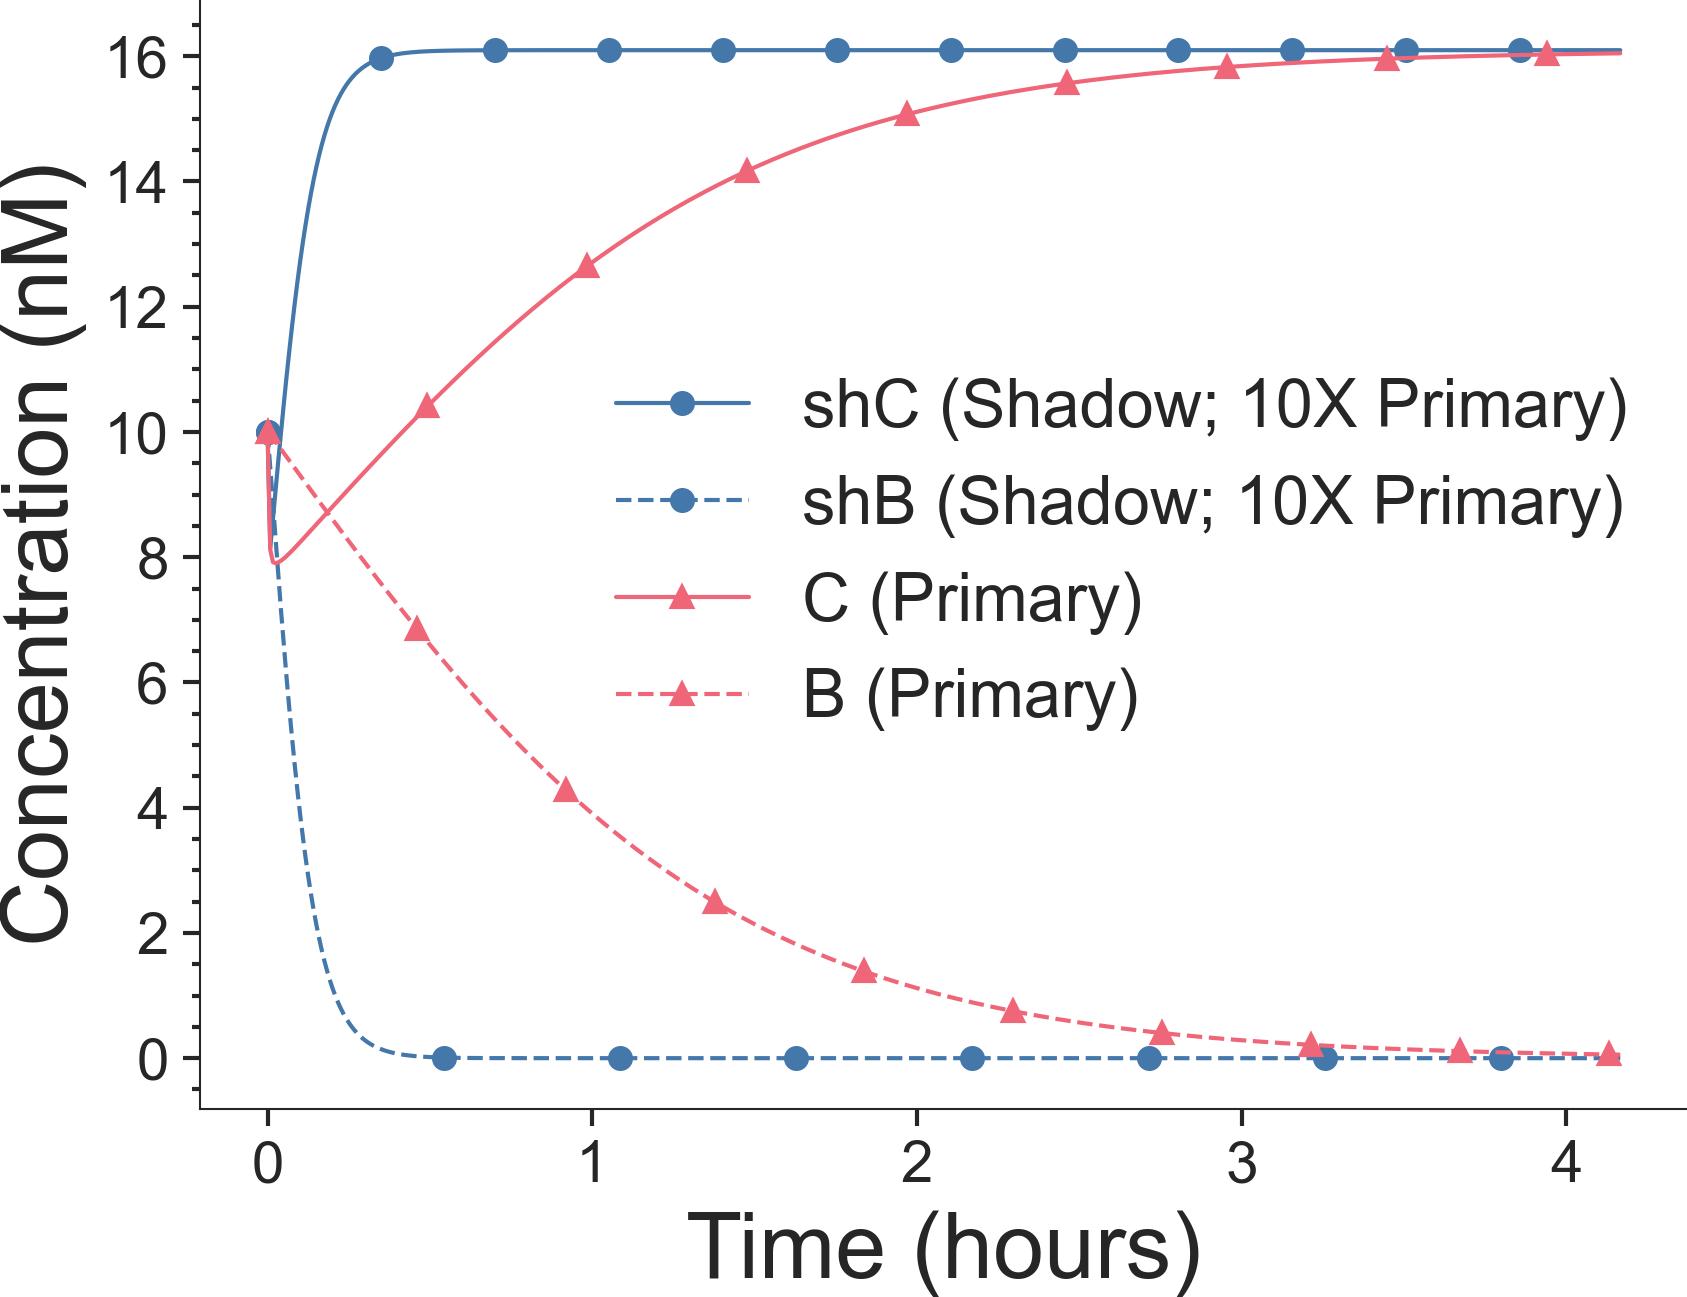 Concentration (nM)
16
14
12
10
8
6
4
2
0
shC (Shadow; 10X Primary)
shB (Shadow; 10X Primary)
C (Primary)
B (Primary)
0 1 2 3 4
Time (hours)